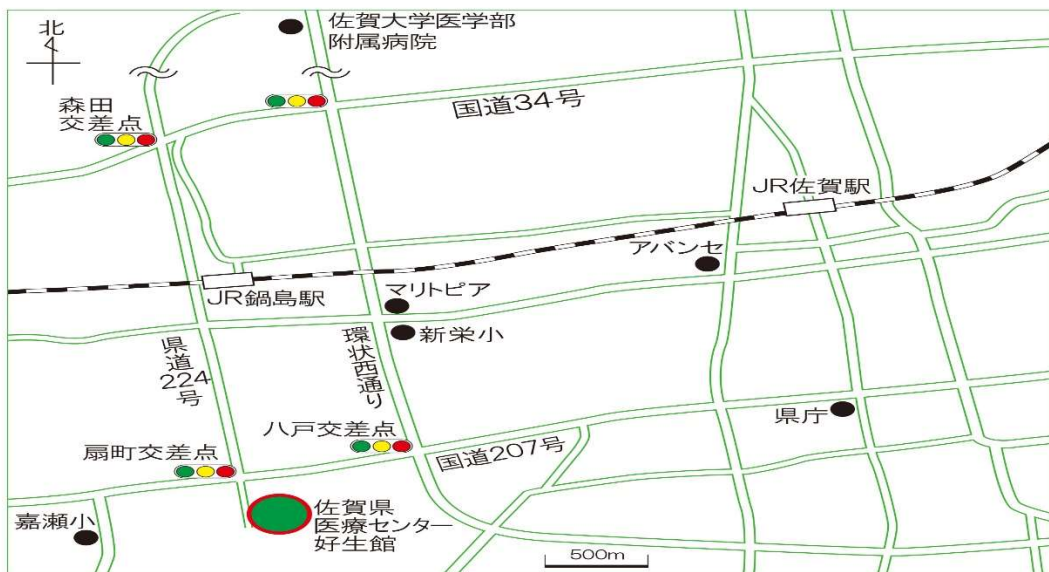 北
佐賀大学医学部
附属病院
森田
交差点
国道34号
JR佐賀駅
アバンセ
JR鍋島駅
マリトピア
新栄小
県道
224
号
環状西通り
県庁
八戸交差点
国道207号
扇町交差点
佐賀県
医療センター
好生館
嘉瀬小
500m